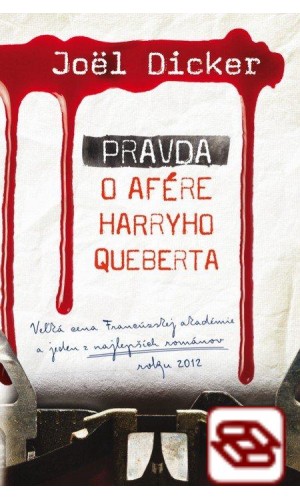 Joël Dicker
PRAVDA
O AFÉRE
HARRYHO
QUEBERTA
Veľká cena Francúzskej akadémie
a jeden z najlepších románov
roku 2012